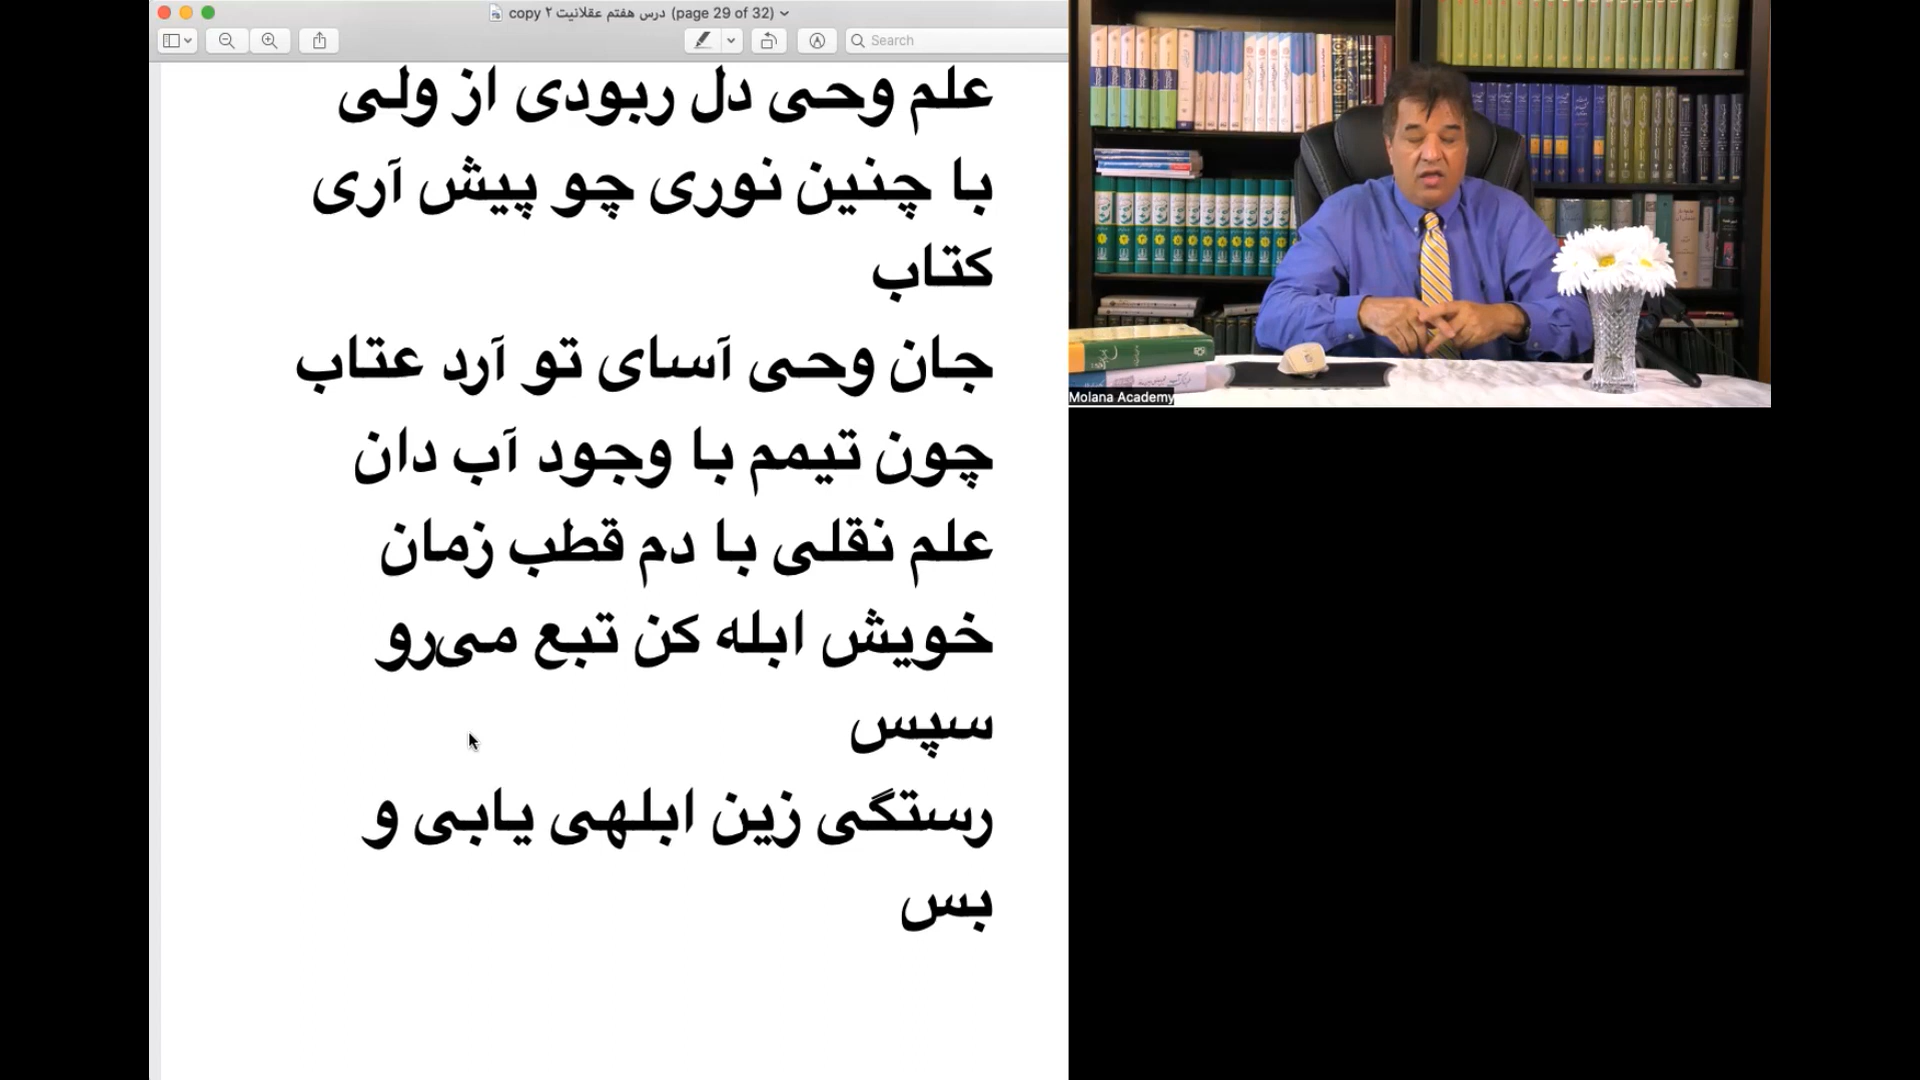 درس هفتم عقلانیت ۲ copy (page 29 of 32)
Search
علم وحی دل ربودی از ولی
با چنین نوری چو پیش آری
کتاب
جان وحی آسای تو آرد عتاب
چون تیمم با وجود آب دان
علم نقلی با دم قطب زمان
خویش ابله کن تبع می‌رو
سپس
رستگی زین ابلهی یابی و
بس
Molana Academy